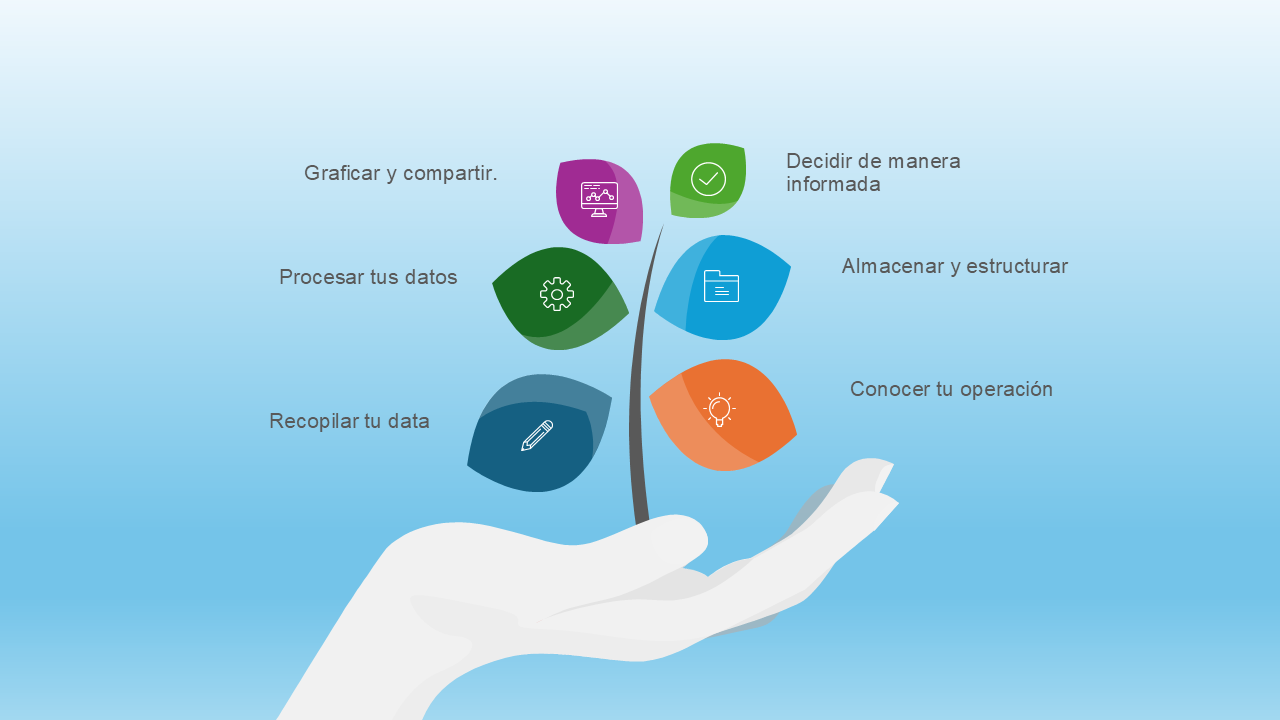 Graficar y compartir.
Decidir de manera
informada
Procesar tus datos
Almacenar y estructurar
Recopilar tu data
Conocer tu operación